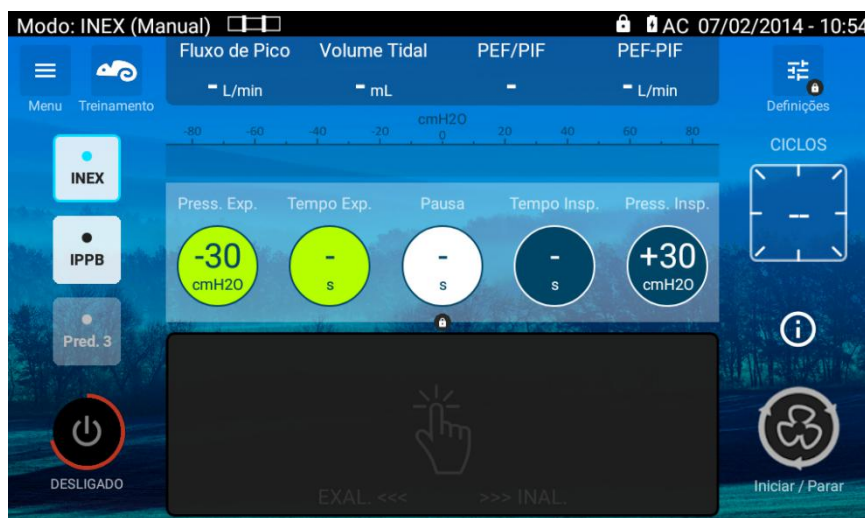 Modo: INEX (Manual) AC 07/02/2014 - 10:54
Fluxo de Pico Volume Tidal PEF/PIF PEF-PIF
- L/min - mL - - L/min
Menu Treinamento Definições
cmH2O
-80 -60 -40 -20 0 20 40 60 80
CICLOS
--
INEX
Press. Exp. Tempo Exp. Pausa Tempo Insp. Press. Insp.
-30 - - - +30
cmH2O s s s cmH2O
IPPB
Pred. 3
DESLIGADO
EXAL. <<< >>> INAL.
Iniciar / Parar